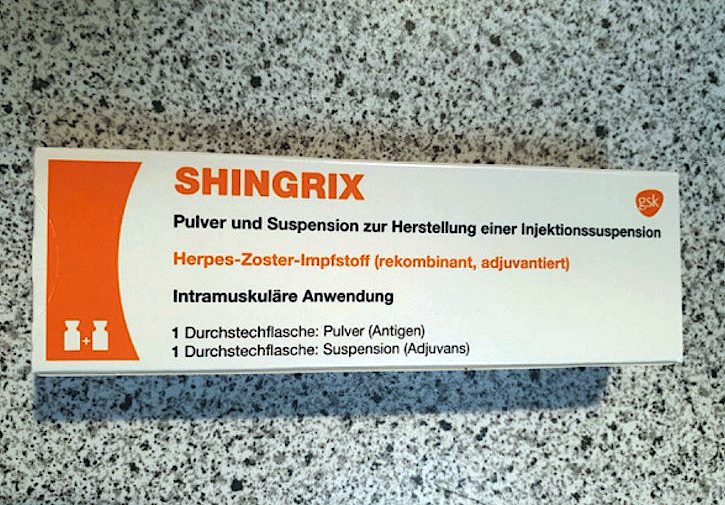 SHINGRIX
gsk
Pulver und Suspension zur Herstellung einer Injektionssuspension
Herpes-Zoster-Impfstoff (rekombinant, adjuvantiert)
Intramuskuläre Anwendung
1 Durchstechflasche: Pulver (Antigen)
1 Durchstechflasche: Suspension (Adjuvans)
+